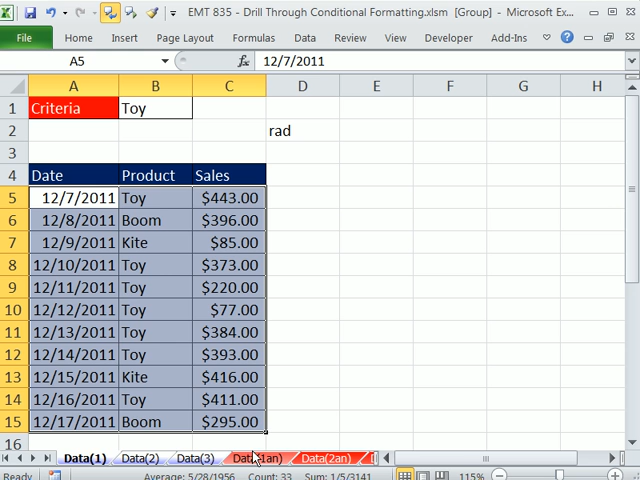 EMT 835 - Drill Through Conditional Formatting.xlsm [Group] - Microsoft Ex...
File Home Insert Page Layout Formulas Data Review View Developer Add-Ins
A5 fx 12/7/2011
A B C D E F G H
1 Criteria Toy
2 rad
3
4 Date Product Sales
5 12/7/2011 Toy $443.00
6 12/8/2011 Boom $396.00
7 12/9/2011 Kite $85.00
8 12/10/2011 Toy $373.00
9 12/11/2011 Toy $220.00
10 12/12/2011 Toy $77.00
11 12/13/2011 Toy $384.00
12 12/14/2011 Toy $393.00
13 12/15/2011 Kite $416.00
14 12/16/2011 Toy $411.00
15 12/17/2011 Boom $295.00
16
Data(1) Data(2) Data(3) Data(1an) Data(2an)
Ready Average: 5/28/1956 Count: 33 Sum: 1/5/3141 115%